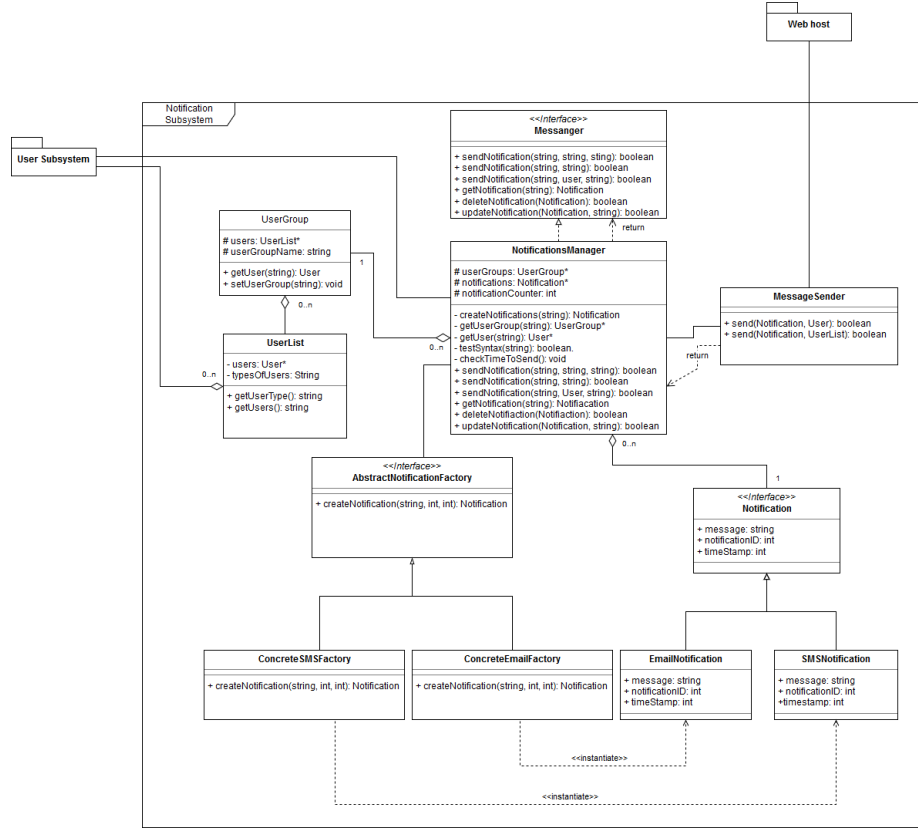 Web host
Notification
Subsystem
User Subsystem
<<Interface>>
Messanger
+ sendNotification(string, string, sting): boolean
+ sendNotification(string, string): boolean
+ sendNotification(string, user, string): boolean
+ getNotification(string): Notification
+ deleteNotification(Notification): boolean
+ updateNotification(Notification, string): boolean
return
UserGroup
# users: UserList*
# userGroupName: string
+ getUser(string): User
+ setUserGroup(string): void
1
0..n
NotificationsManager
# userGroups: UserGroup*
# notifications: Notification*
# notificationCounter: int
- createNotifications(string): Notification
- getUserGroup(string): UserGroup*
- getUser(string): User*
- testSyntax(string): boolean.
- checkTimeToSend(): void
+ sendNotification(string, string, string): boolean
+ sendNotification(string, string): boolean
+ sendNotification(string, User, string): boolean
+ getNotification(string): Notifiacation
+ deleteNotifiaction(Notifiaction): boolean
+ updateNotification(Notification, string): boolean
0..n
0..n
MessageSender
+ send(Notification, User): boolean
+ send(Notification, UserList): boolean
return
UserList
- users: User*
- typesOfUsers: String
+ getUserType(): string
+ getUsers(): string
0..n
<<Interface>>
AbstractNotificationFactory
+ createNotification(string, int, int): Notification
1
<<Interface>>
Notification
+ message: string
+ notificationID: int
+ timeStamp: int
ConcreteSMSFactory
+ createNotification(string, int, int): Notification
ConcreteEmailFactory
+ createNotification(string, int, int): Notification
EmailNotification
+ message: string
+ notificationID: int
+ timeStamp: int
SMSNotification
+ message: string
+ notificationID: int
+timestamp: int
<<instantiate>>
<<instantiate>>